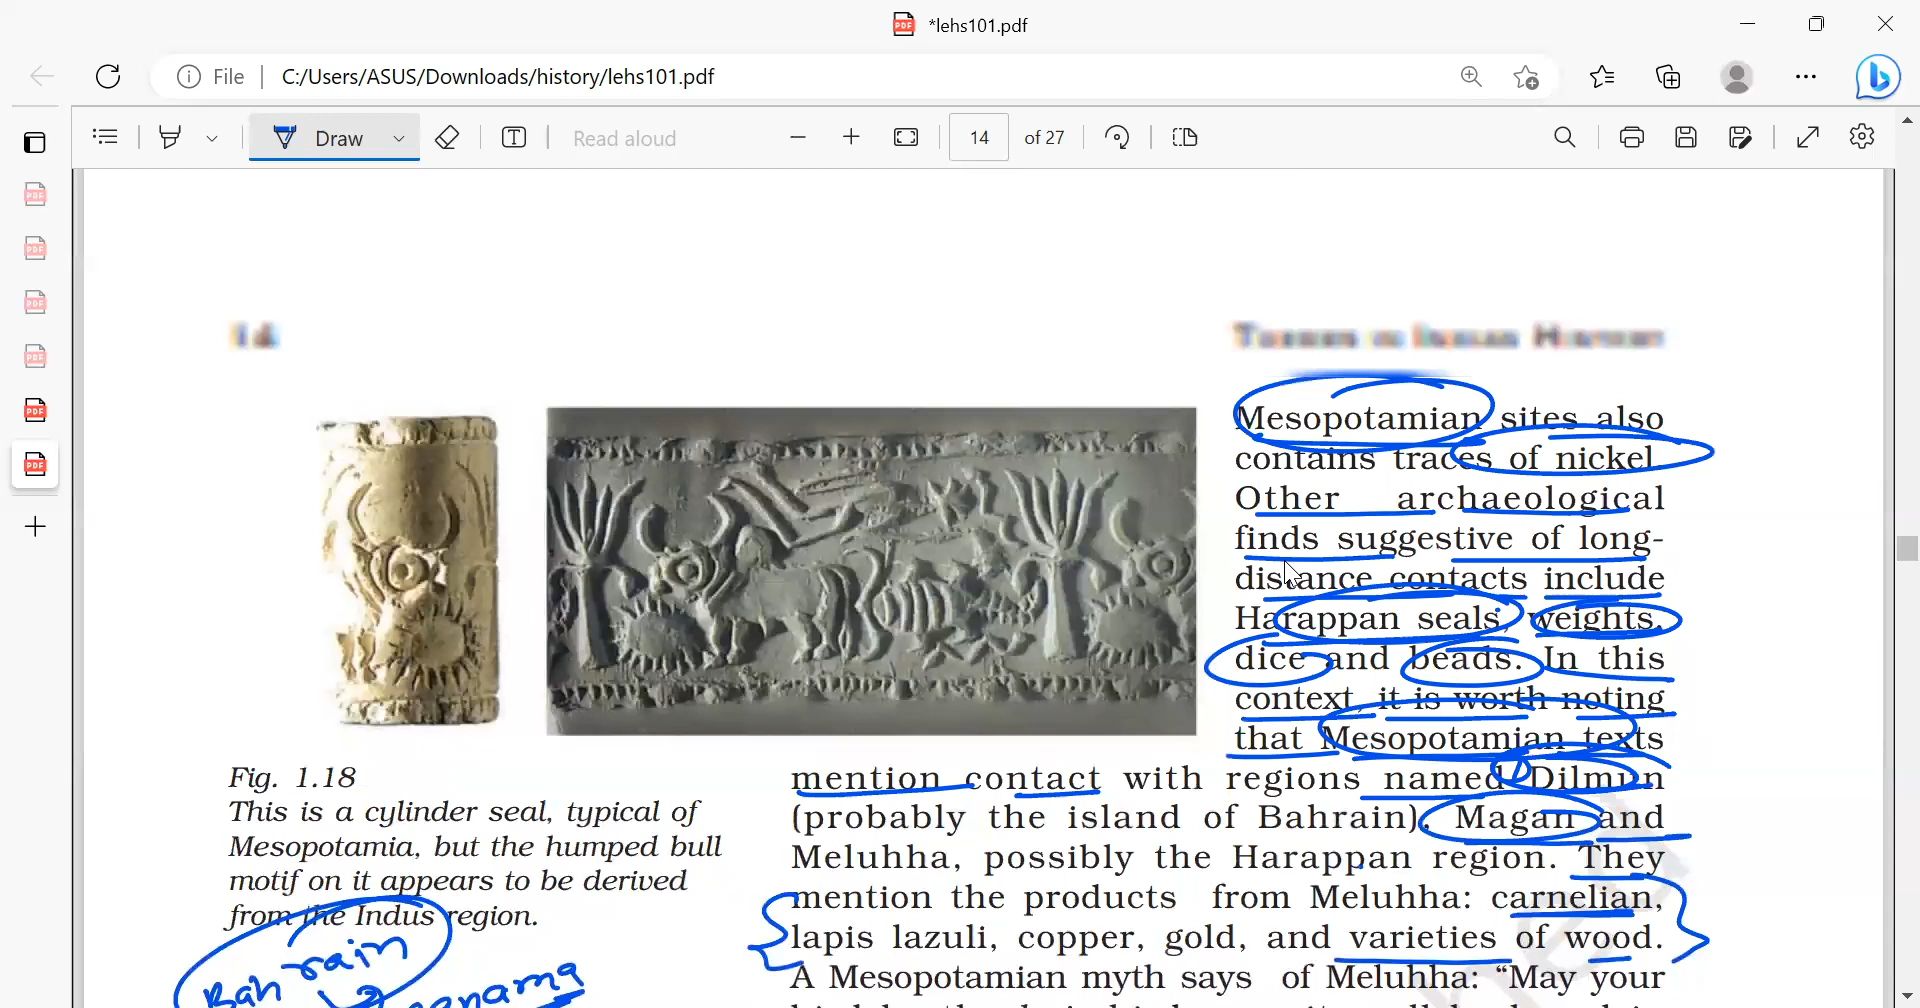 *lehs101.pdf
File
C:/Users/ASUS/Downloads/history/lehs101.pdf
Draw
Read aloud
14
of 27
14
Themes in Indian History
Mesopotamian sites also
contains traces of nickel.
Other archaeological
finds suggestive of long-
distance contacts include
Harappan seals, weights,
dice and beads. In this
context, it is worth noting
that Mesopotamian texts
mention contact with regions named Dilmun
(probably the island of Bahrain), Magan and
Meluhha, possibly the Harappan region. They
mention the products from Meluhha: carnelian,
lapis lazuli, copper, gold, and varieties of wood.
A Mesopotamian myth says of Meluhha: “May your
Fig. 1.18
This is a cylinder seal, typical of
Mesopotamia, but the humped bull
motif on it appears to be derived
from the Indus region.
Bahrain